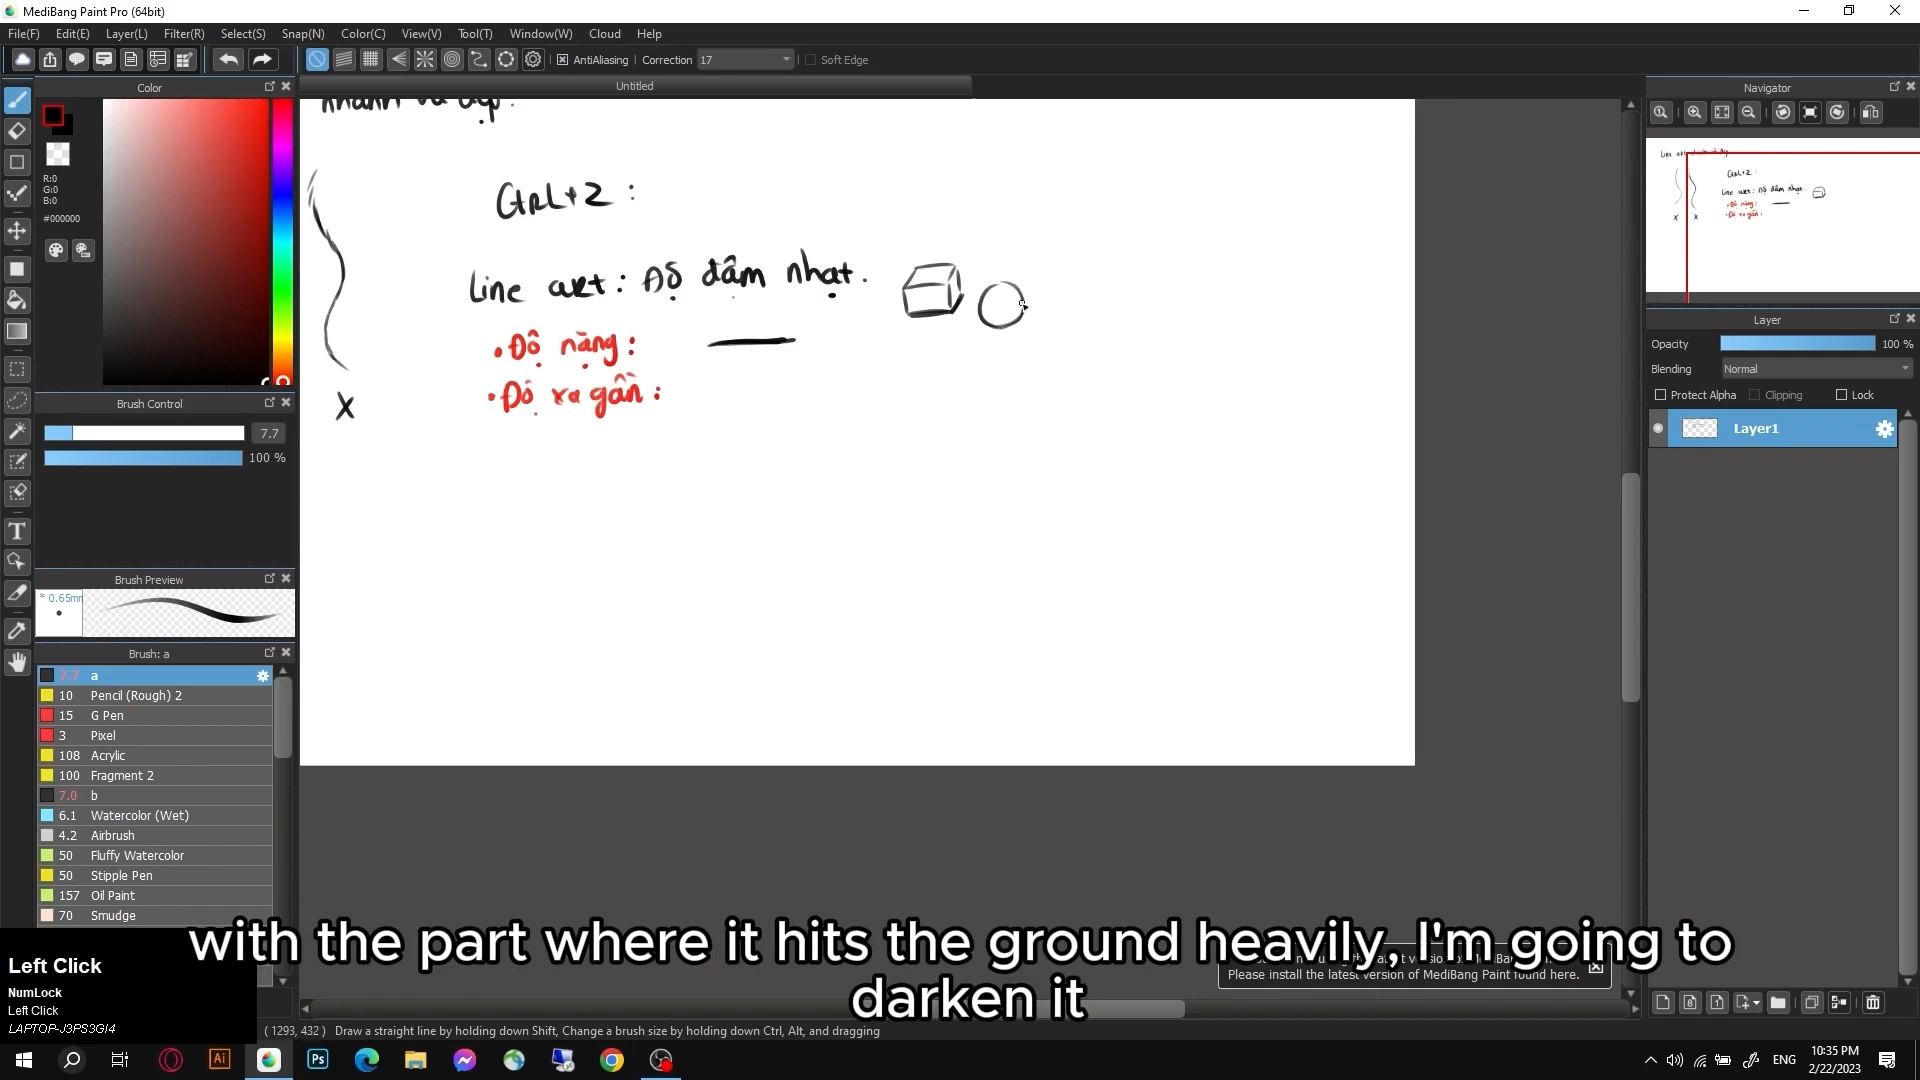 MediBang Paint Pro (64bit)
File(F) Edit(E) Layer(L) Filter(R) Select(S) Snap(N) Color(C) View(V) Tool(T) Window(W) Cloud Help
AntiAliasing Correction 17 Soft Edge
Color
Untitled
Navigator
R:0
G:0
B:0
#000000
Ctrl+Z :
Line art : Độ đâm nhạt.
• Độ nặng :
• Độ xa gần :
X
Brush Control
7.7
100 %
Brush Preview
* 0.65mm
Brush: a
7.7 a
10 Pencil (Rough) 2
15 G Pen
3 Pixel
108 Acrylic
100 Fragment 2
7.0 b
6.1 Watercolor (Wet)
4.2 Airbrush
50 Fluffy Watercolor
50 Stipple Pen
157 Oil Paint
70 Smudge
Layer
Opacity 100 %
Blending Normal
Protect Alpha Clipping Lock
Layer1
with the part where it hits the ground heavily, I'm going to
darken it
Please install the latest version of MediBang Paint found here.
Left Click
NumLock
Left Click
LAPTOP-J3PS3GI4
( 1293, 432 ) Draw a straight line by holding down Shift, Change a brush size by holding down Ctrl, Alt, and dragging
ENG
10:35 PM
2/22/2023